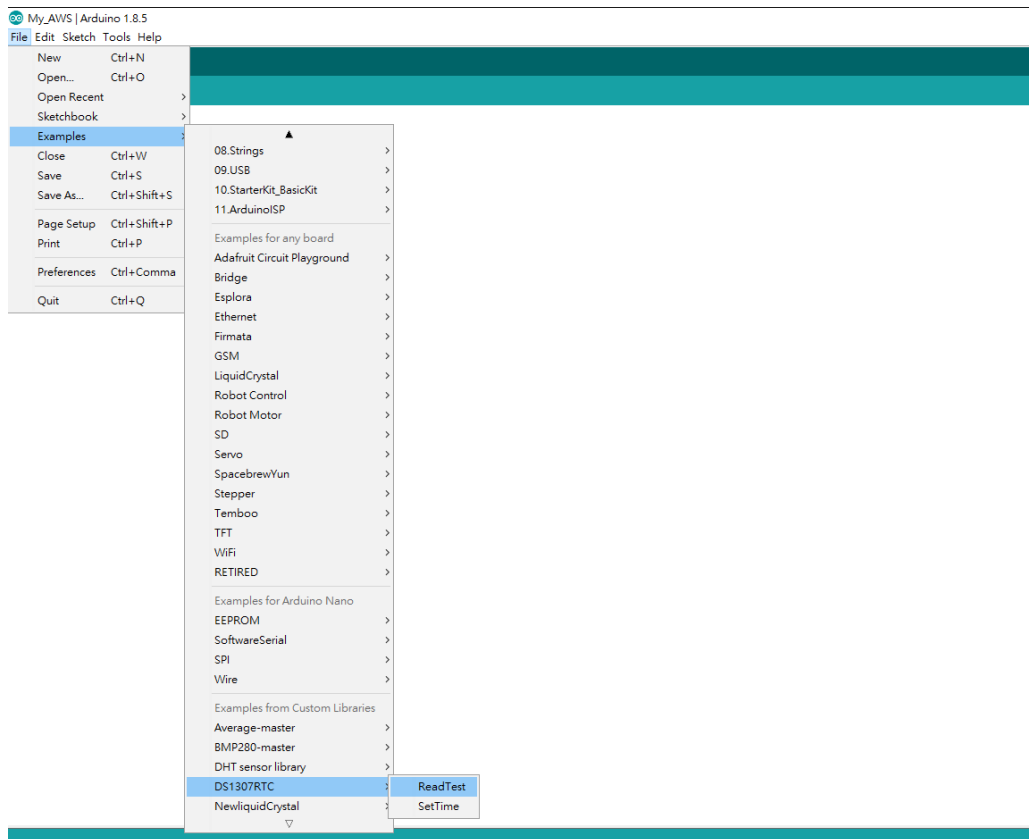 My_AWS | Arduino 1.8.5
File Edit Sketch Tools Help
New Ctrl+N
Open... Ctrl+O
Open Recent
Sketchbook
Examples
Close Ctrl+W
Save Ctrl+S
Save As... Ctrl+Shift+S
Page Setup Ctrl+Shift+P
Print Ctrl+P
Preferences Ctrl+Comma
Quit Ctrl+Q
08.Strings
09.USB
10.StarterKit_BasicKit
11.ArduinoISP
Examples for any board
Adafruit Circuit Playground
Bridge
Esplora
Ethernet
Firmata
GSM
LiquidCrystal
Robot Control
Robot Motor
SD
Servo
SpacebrewYun
Stepper
Temboo
TFT
WiFi
RETIRED
Examples for Arduino Nano
EEPROM
SoftwareSerial
SPI
Wire
Examples from Custom Libraries
Average-master
BMP280-master
DHT sensor library
DS1307RTC
NewliquidCrystal
ReadTest
SetTime